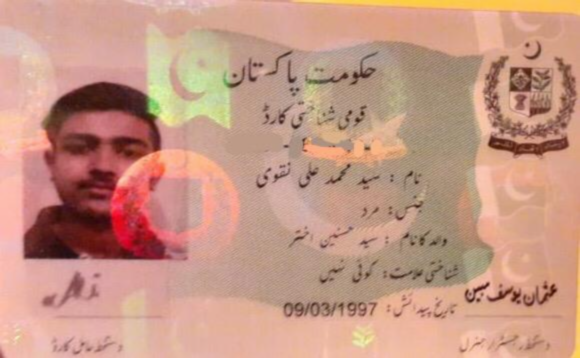 حکومت پاکستان
قومی شناختی کارڈ
نام : سید محمد علی نقوی
جنس: مرد
والد کا نام : سید حسنین اختر
شناختی علامت: کوئی نہیں
تاریخ پیدائش: 09/03/1997
عثمان یوسف مبین
دستخط حامل کارڈ
دستخط رجسٹرار جنرل